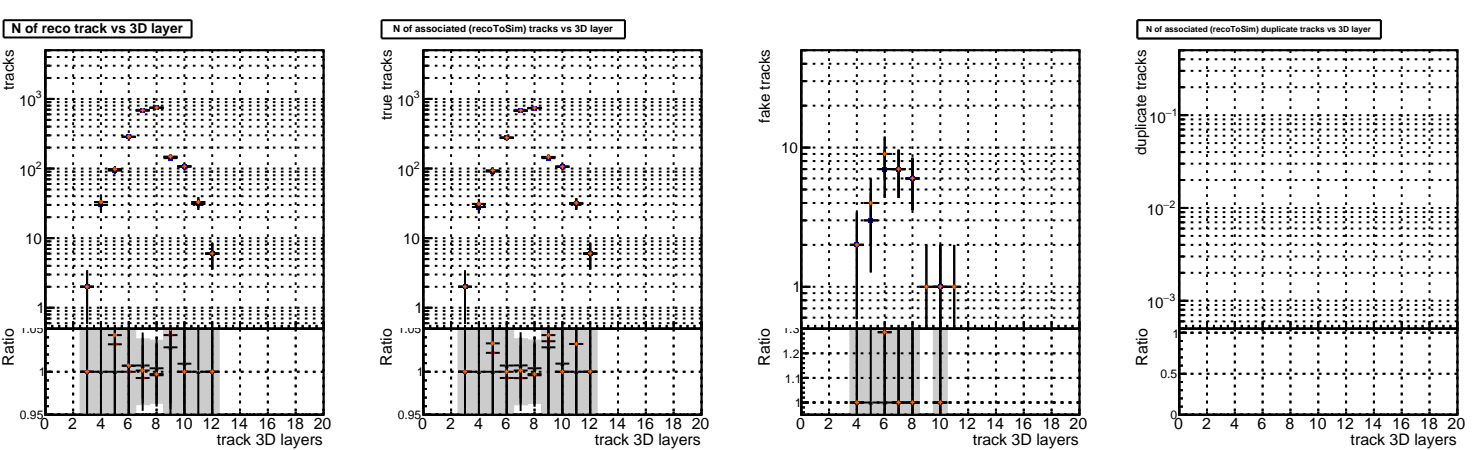 N of reco track vs 3D layer
tracks
10³
10²
10
1
Ratio
1.05
1
0.95
0 2 4 6 8 10 12 14 16 18 20
track 3D layers
N of associated (recoToSim) tracks vs 3D layer
true tracks
10³
10²
10
1
Ratio
1.05
1
0.95
0 2 4 6 8 10 12 14 16 18 20
track 3D layers
fake tracks
10
1
Ratio
1.3
1.2
1.1
1
0 2 4 6 8 10 12 14 16 18 20
track 3D layers
N of associated (recoToSim) duplicate tracks vs 3D layer
duplicate tracks
10⁻¹
10⁻²
10⁻³
Ratio
1
0.5
0
0 2 4 6 8 10 12 14 16 18 20
track 3D layers